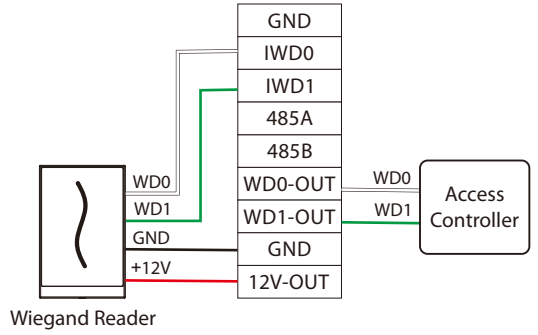 GND
IWD0
IWD1
485A
485B
WD0-OUT
WD1-OUT
GND
12V-OUT
WD0
WD1
GND
+12V
Wiegand Reader
WD0
WD1
Access
Controller